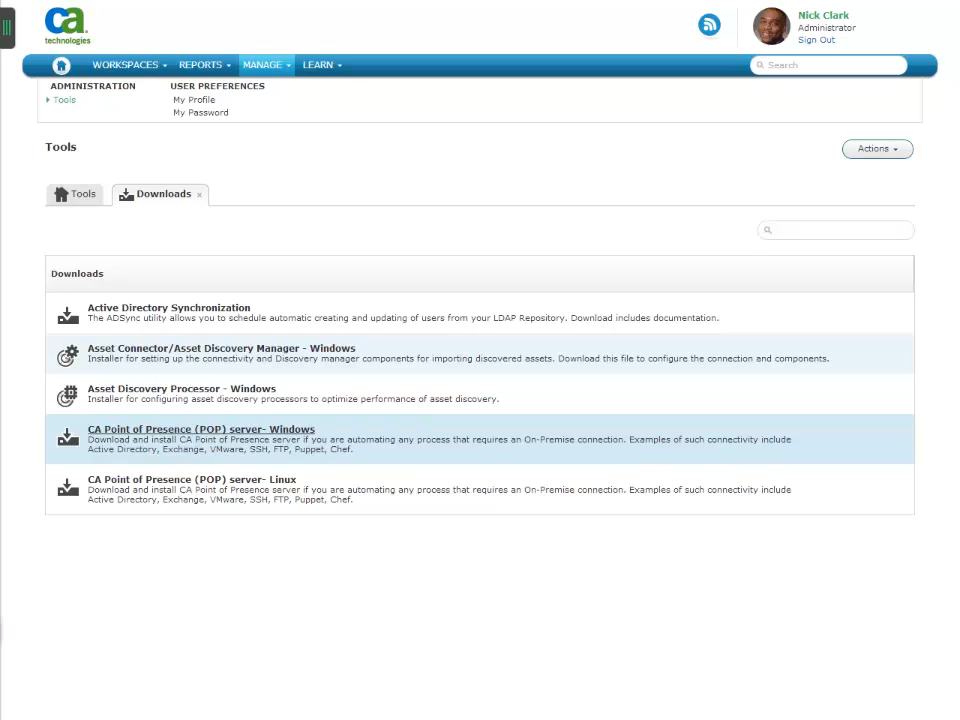 ca.
technologies
Nick Clark
Administrator
Sign Out
WORKSPACES REPORTS MANAGE LEARN Search
ADMINISTRATION USER PREFERENCES
Tools My Profile
My Password
Tools Actions
Tools Downloads x
Downloads
Active Directory Synchronization
The ADSync utility allows you to schedule automatic creating and updating of users from your LDAP Repository. Download includes documentation.
Asset Connector/Asset Discovery Manager - Windows
Installer for setting up the connectivity and Discovery manager components for importing discovered assets. Download this file to configure the connection and components.
Asset Discovery Processor - Windows
Installer for configuring asset discovery processors to optimize performance of asset discovery.
CA Point of Presence (POP) server- Windows
Download and install CA Point of Presence server if you are automating any process that requires an On-Premise connection. Examples of such connectivity include
Active Directory, Exchange, VMware, SSH, FTP, Puppet, Chef.
CA Point of Presence (POP) server- Linux
Download and install CA Point of Presence server if you are automating any process that requires an On-Premise connection. Examples of such connectivity include
Active Directory, Exchange, VMware, SSH, FTP, Puppet, Chef.